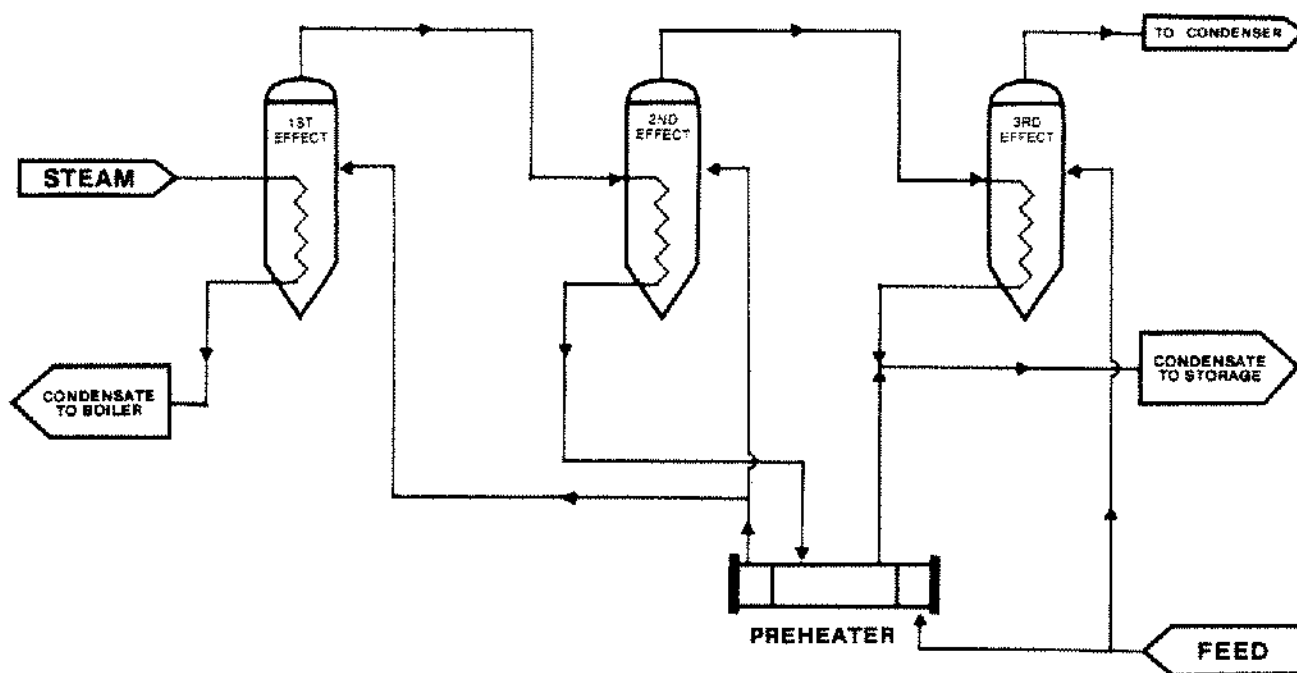 TO CONDENSER
1ST
EFFECT
2ND
EFFECT
3RD
EFFECT
STEAM
CONDENSATE
TO BOILER
CONDENSATE
TO STORAGE
PREHEATER
FEED